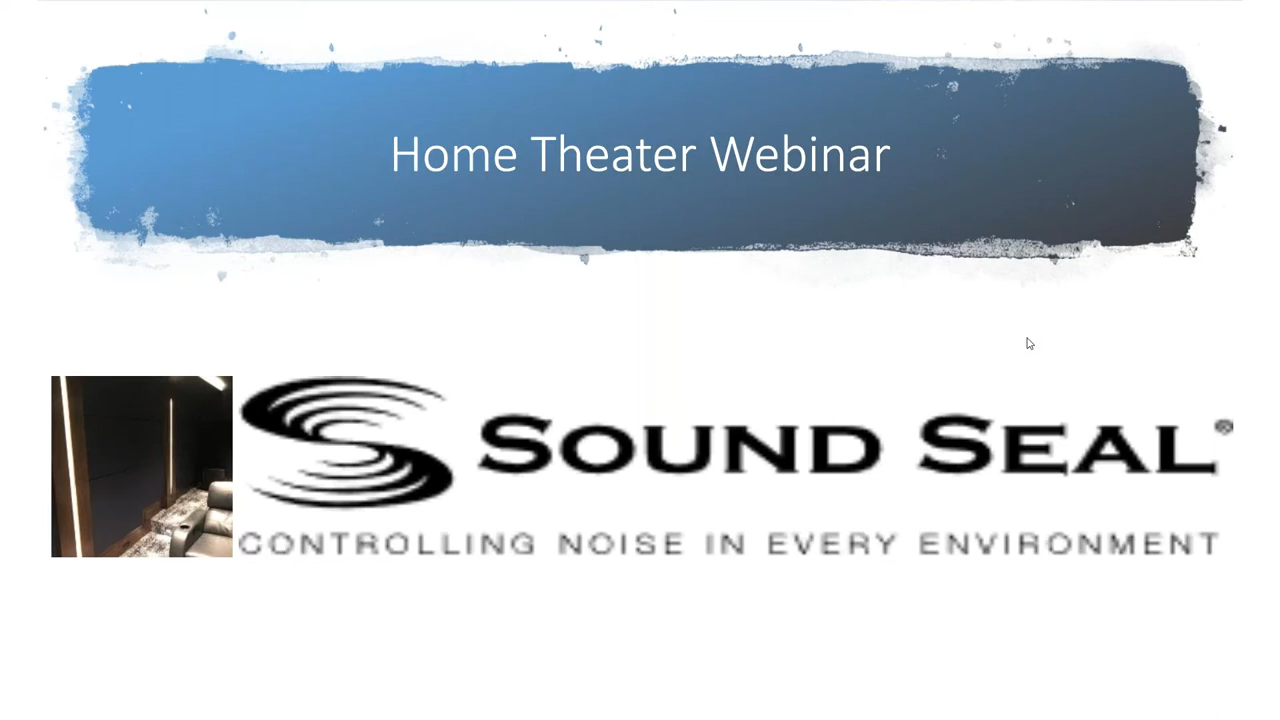 Home Theater Webinar
SOUND SEAL®
CONTROLLING NOISE IN EVERY ENVIRONMENT